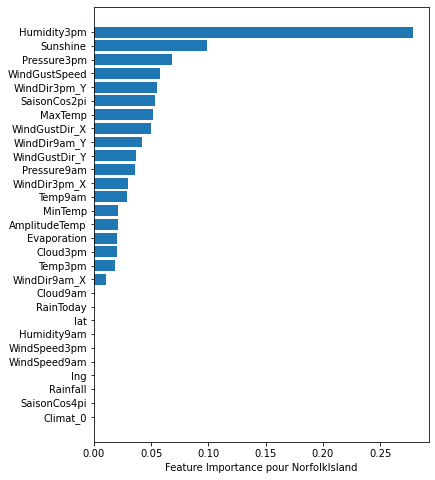 Humidity3pm
Sunshine
Pressure3pm
WindGustSpeed
WindDir3pm_Y
SaisonCos2pi
MaxTemp
WindGustDir_X
WindDir9am_Y
WindGustDir_Y
Pressure9am
WindDir3pm_X
Temp9am
MinTemp
AmplitudeTemp
Evaporation
Cloud3pm
Temp3pm
WindDir9am_X
Cloud9am
RainToday
lat
Humidity9am
WindSpeed3pm
WindSpeed9am
lng
Rainfall
SaisonCos4pi
Climat_0
0.00 0.05 0.10 0.15 0.20 0.25
Feature Importance pour NorfolkIsland